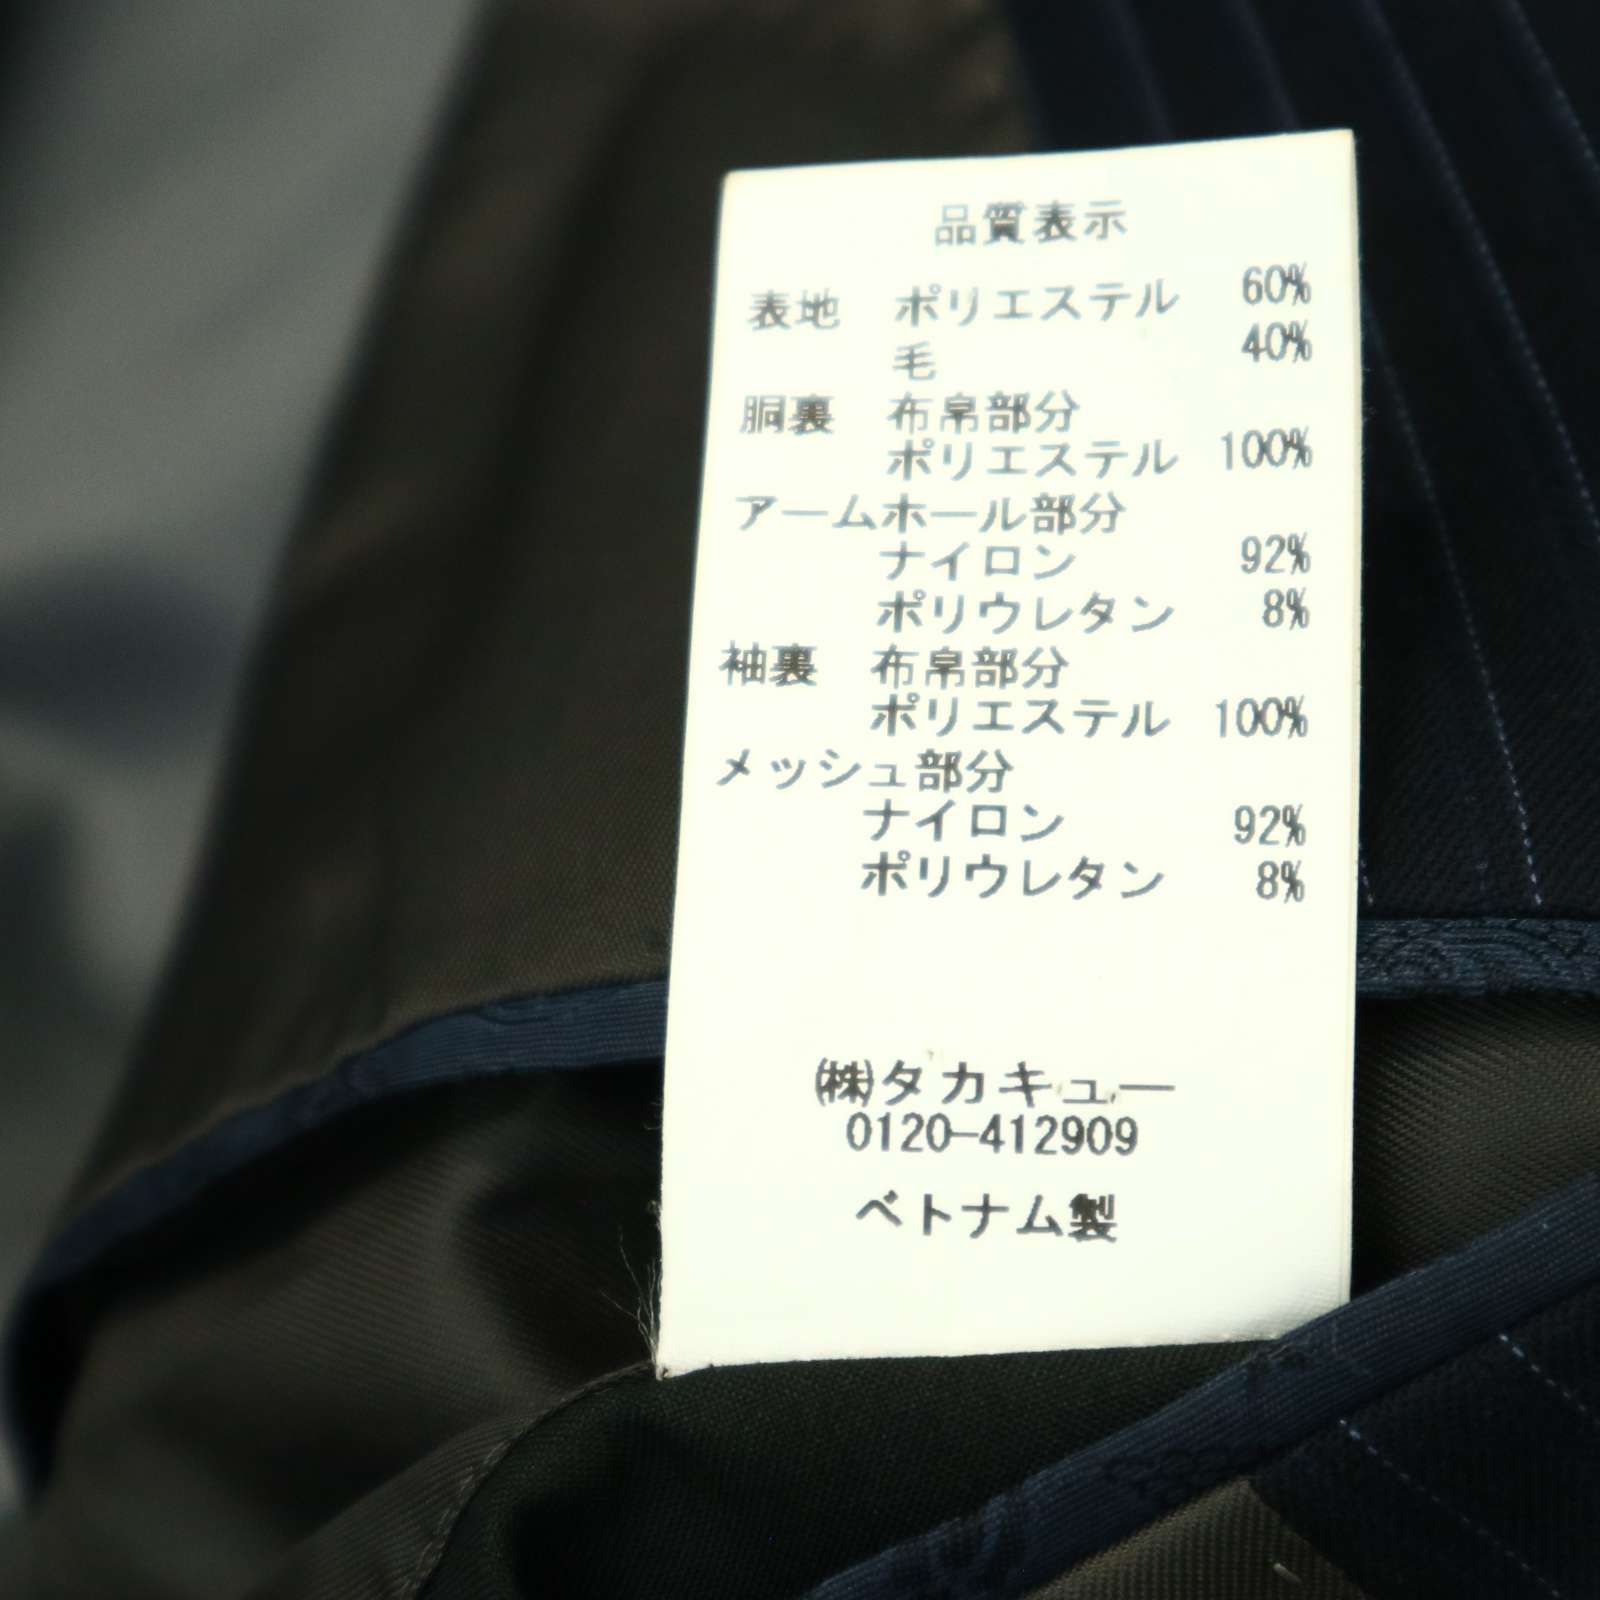 品質表示
表地 ポリエステル 60%
毛 40%
胴裏 布帛部分
ポリエステル 100%
アームホール部分
ナイロン 92%
ポリウレタン 8%
袖裏 布帛部分
ポリエステル 100%
メッシュ部分
ナイロン 92%
ポリウレタン 8%
㈱タカキュー
0120-412909
ベトナム製